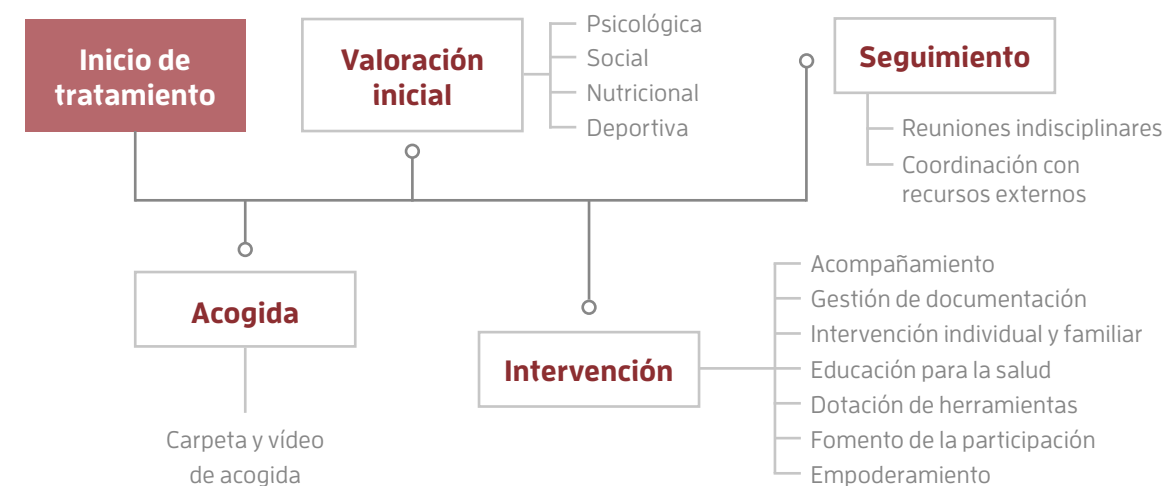 Inicio de
tratamiento
Valoración
inicial
Psicológica
Social
Nutricional
Deportiva
Seguimiento
Reuniones indisciplinares
Coordinación con
recursos externos
Acogida
Carpeta y vídeo
de acogida
Intervención
Acompañamiento
Gestión de documentación
Intervención individual y familiar
Educación para la salud
Dotación de herramientas
Fomento de la participación
Empoderamiento